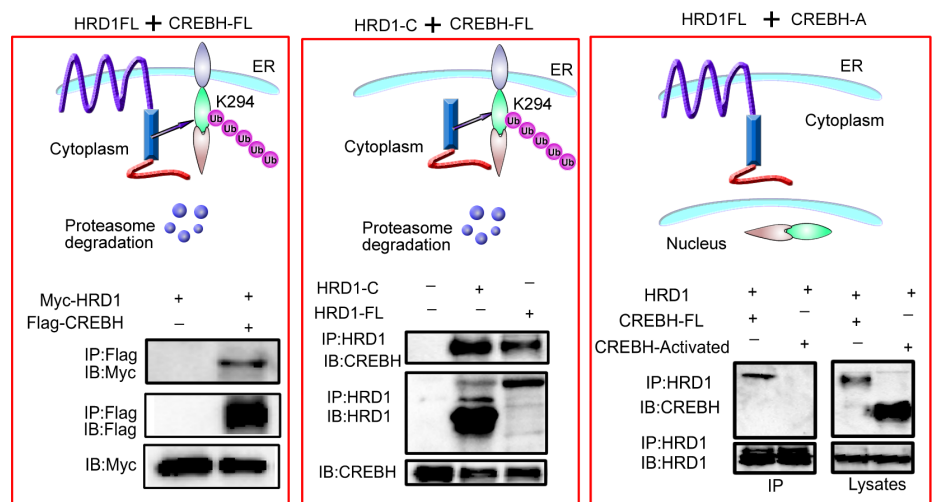 HRD1FL + CREBH-FL
ER
K294
Ub
Ub
Ub
Ub
Ub
Cytoplasm
Proteasome
degradation
Myc-HRD1 + +
Flag-CREBH − +
IP:Flag
IB:Myc
IP:Flag
IB:Flag
IB:Myc
HRD1-C + CREBH-FL
ER
K294
Ub
Ub
Ub
Ub
Ub
Cytoplasm
Proteasome
degradation
HRD1-C − + −
HRD1-FL − − +
IP:HRD1
IB:CREBH
IP:HRD1
IB:HRD1
IB:CREBH
HRD1FL + CREBH-A
ER
Cytoplasm
Nucleus
HRD1 + + + +
CREBH-FL + − + −
CREBH-Activated − + − +
IP:HRD1
IB:CREBH
IP:HRD1
IB:HRD1
IP Lysates